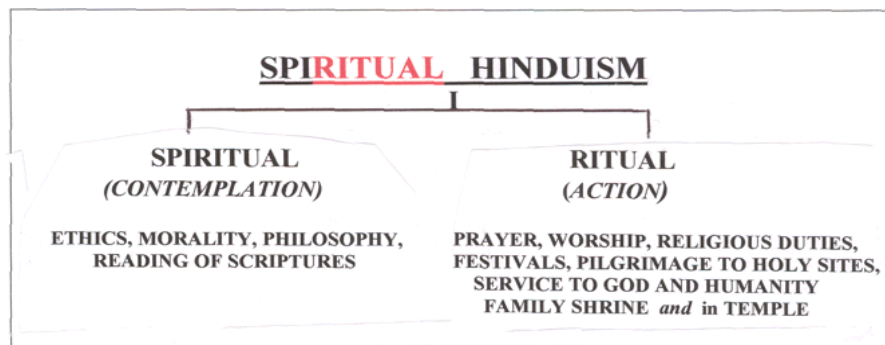 SPIRITUAL HINDUISM
SPIRITUAL
(CONTEMPLATION)
ETHICS, MORALITY, PHILOSOPHY,
READING OF SCRIPTURES
RITUAL
(ACTION)
PRAYER, WORSHIP, RELIGIOUS DUTIES,
FESTIVALS, PILGRIMAGE TO HOLY SITES,
SERVICE TO GOD AND HUMANITY
FAMILY SHRINE and in TEMPLE